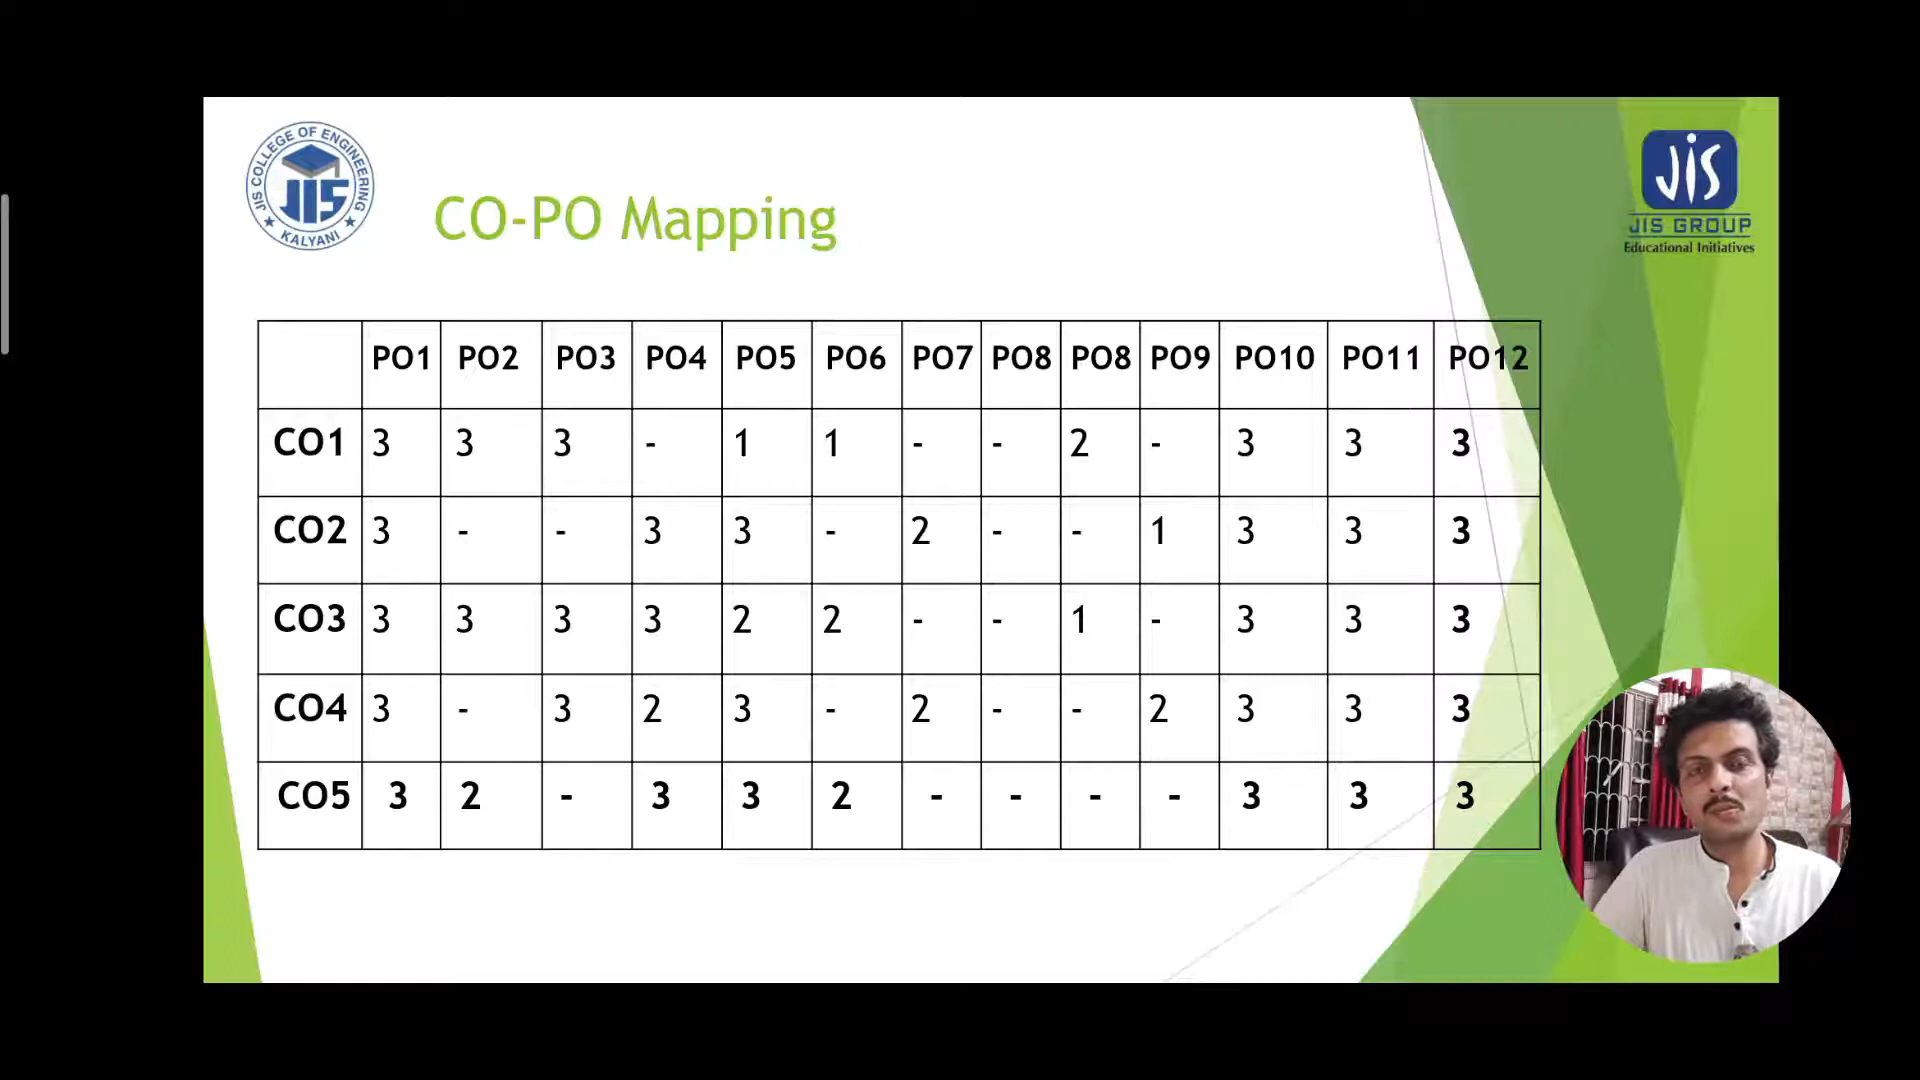 JIS COLLEGE OF ENGINEERING
JIS
KALYANI
CO-PO Mapping
JIS
JIS GROUP
Educational Initiatives
PO1 PO2 PO3 PO4 PO5 PO6 PO7 PO8 PO8 PO9 PO10 PO11 PO12
CO1 3 3 3 - 1 1 - - 2 - 3 3 3
CO2 3 - - 3 3 - 2 - - 1 3 3 3
CO3 3 3 3 3 2 2 - - 1 - 3 3 3
CO4 3 - 3 2 3 - 2 - - 2 3 3 3
CO5 3 2 - 3 3 2 - - - - 3 3 3